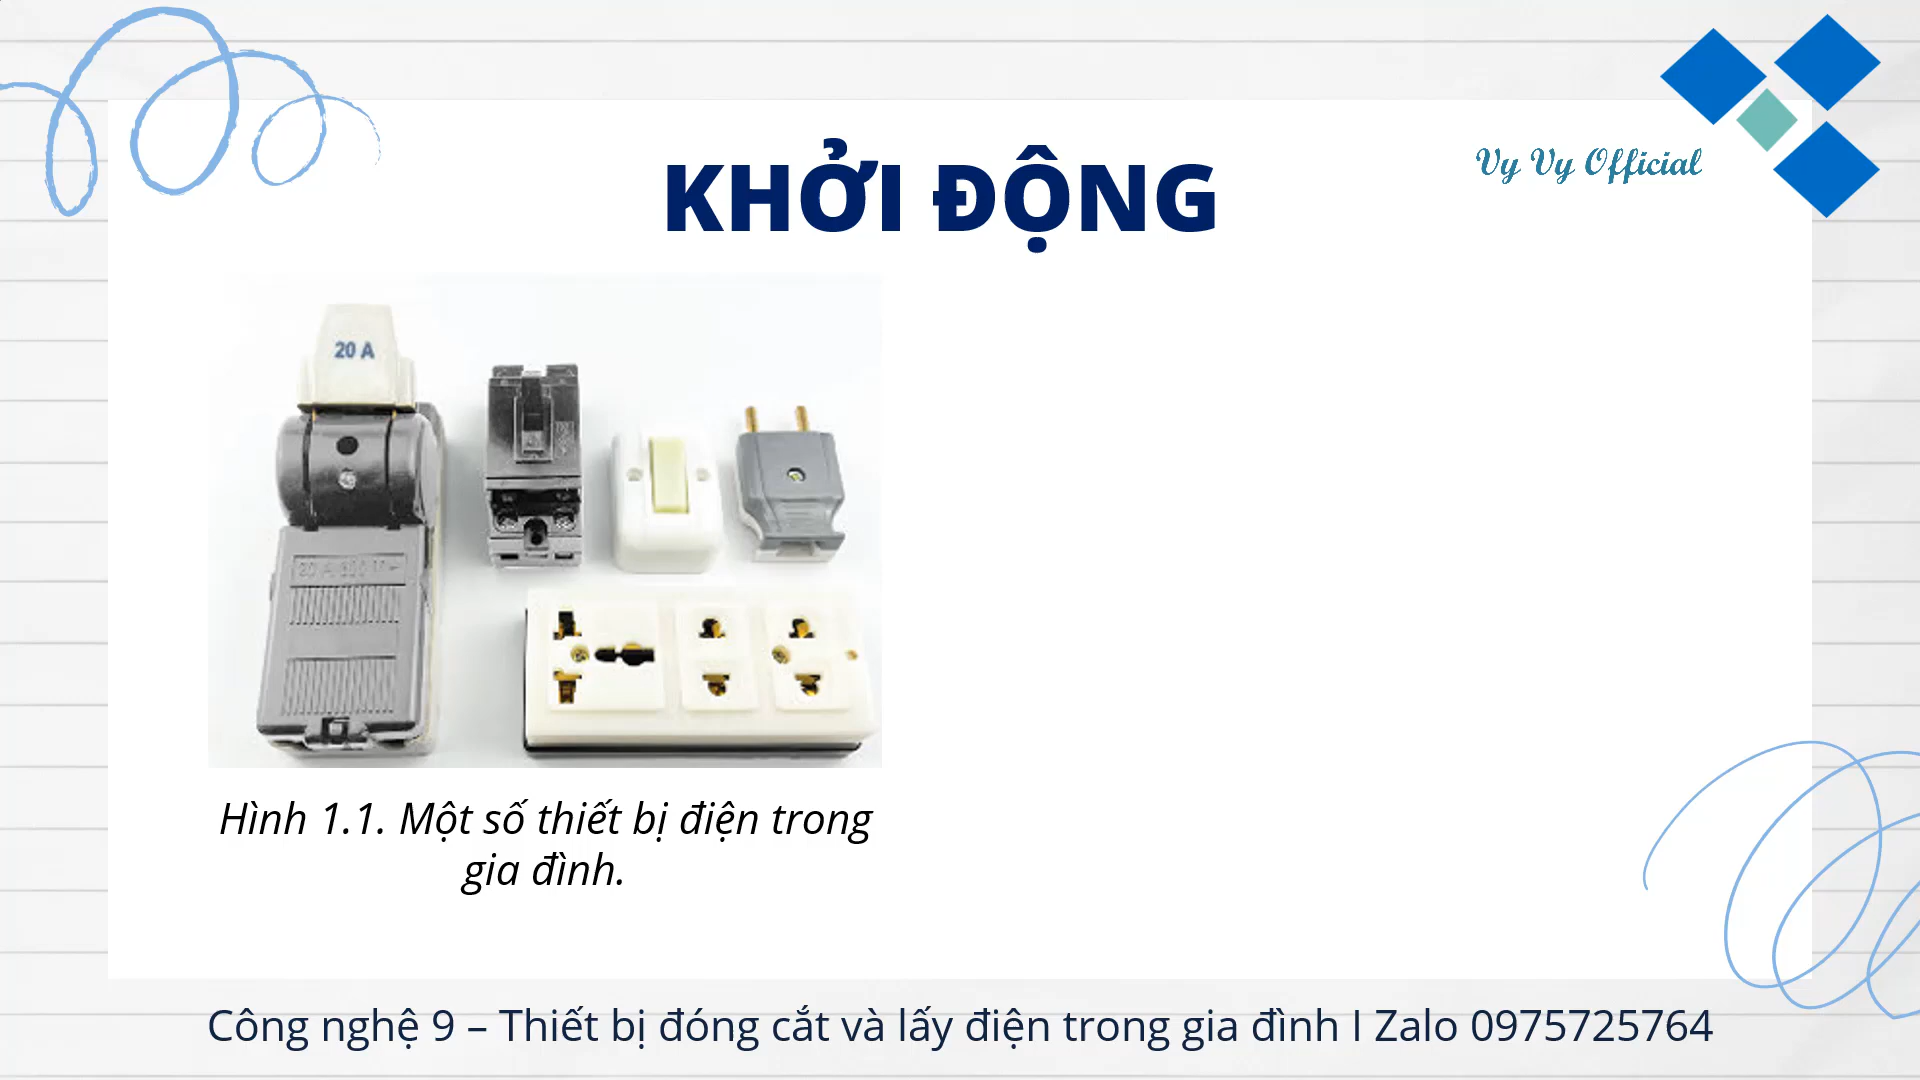 KHỞI ĐỘNG
Vy Vy Official
20 A
Hình 1.1. Một số thiết bị điện trong
gia đình.
Công nghệ 9 – Thiết bị đóng cắt và lấy điện trong gia đình I Zalo 0975725764